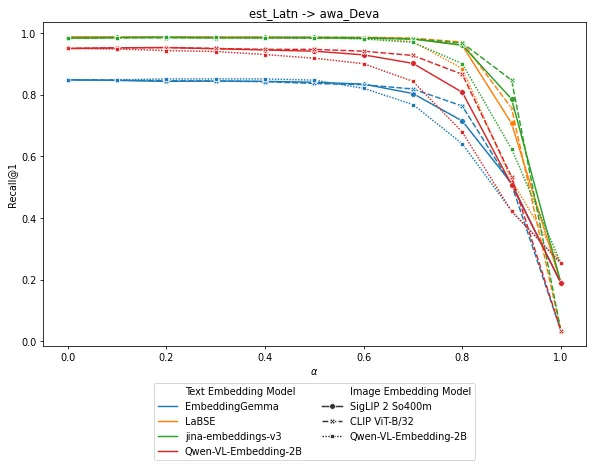 est_Latn -> awa_Deva
1.0
0.8
0.6
0.4
0.2
0.0
Recall@1
0.0 0.2 0.4 0.6 0.8 1.0
α
Text Embedding Model Image Embedding Model
EmbeddingGemma SigLIP 2 So400m
LaBSE CLIP ViT-B/32
jina-embeddings-v3 Qwen-VL-Embedding-2B
Qwen-VL-Embedding-2B